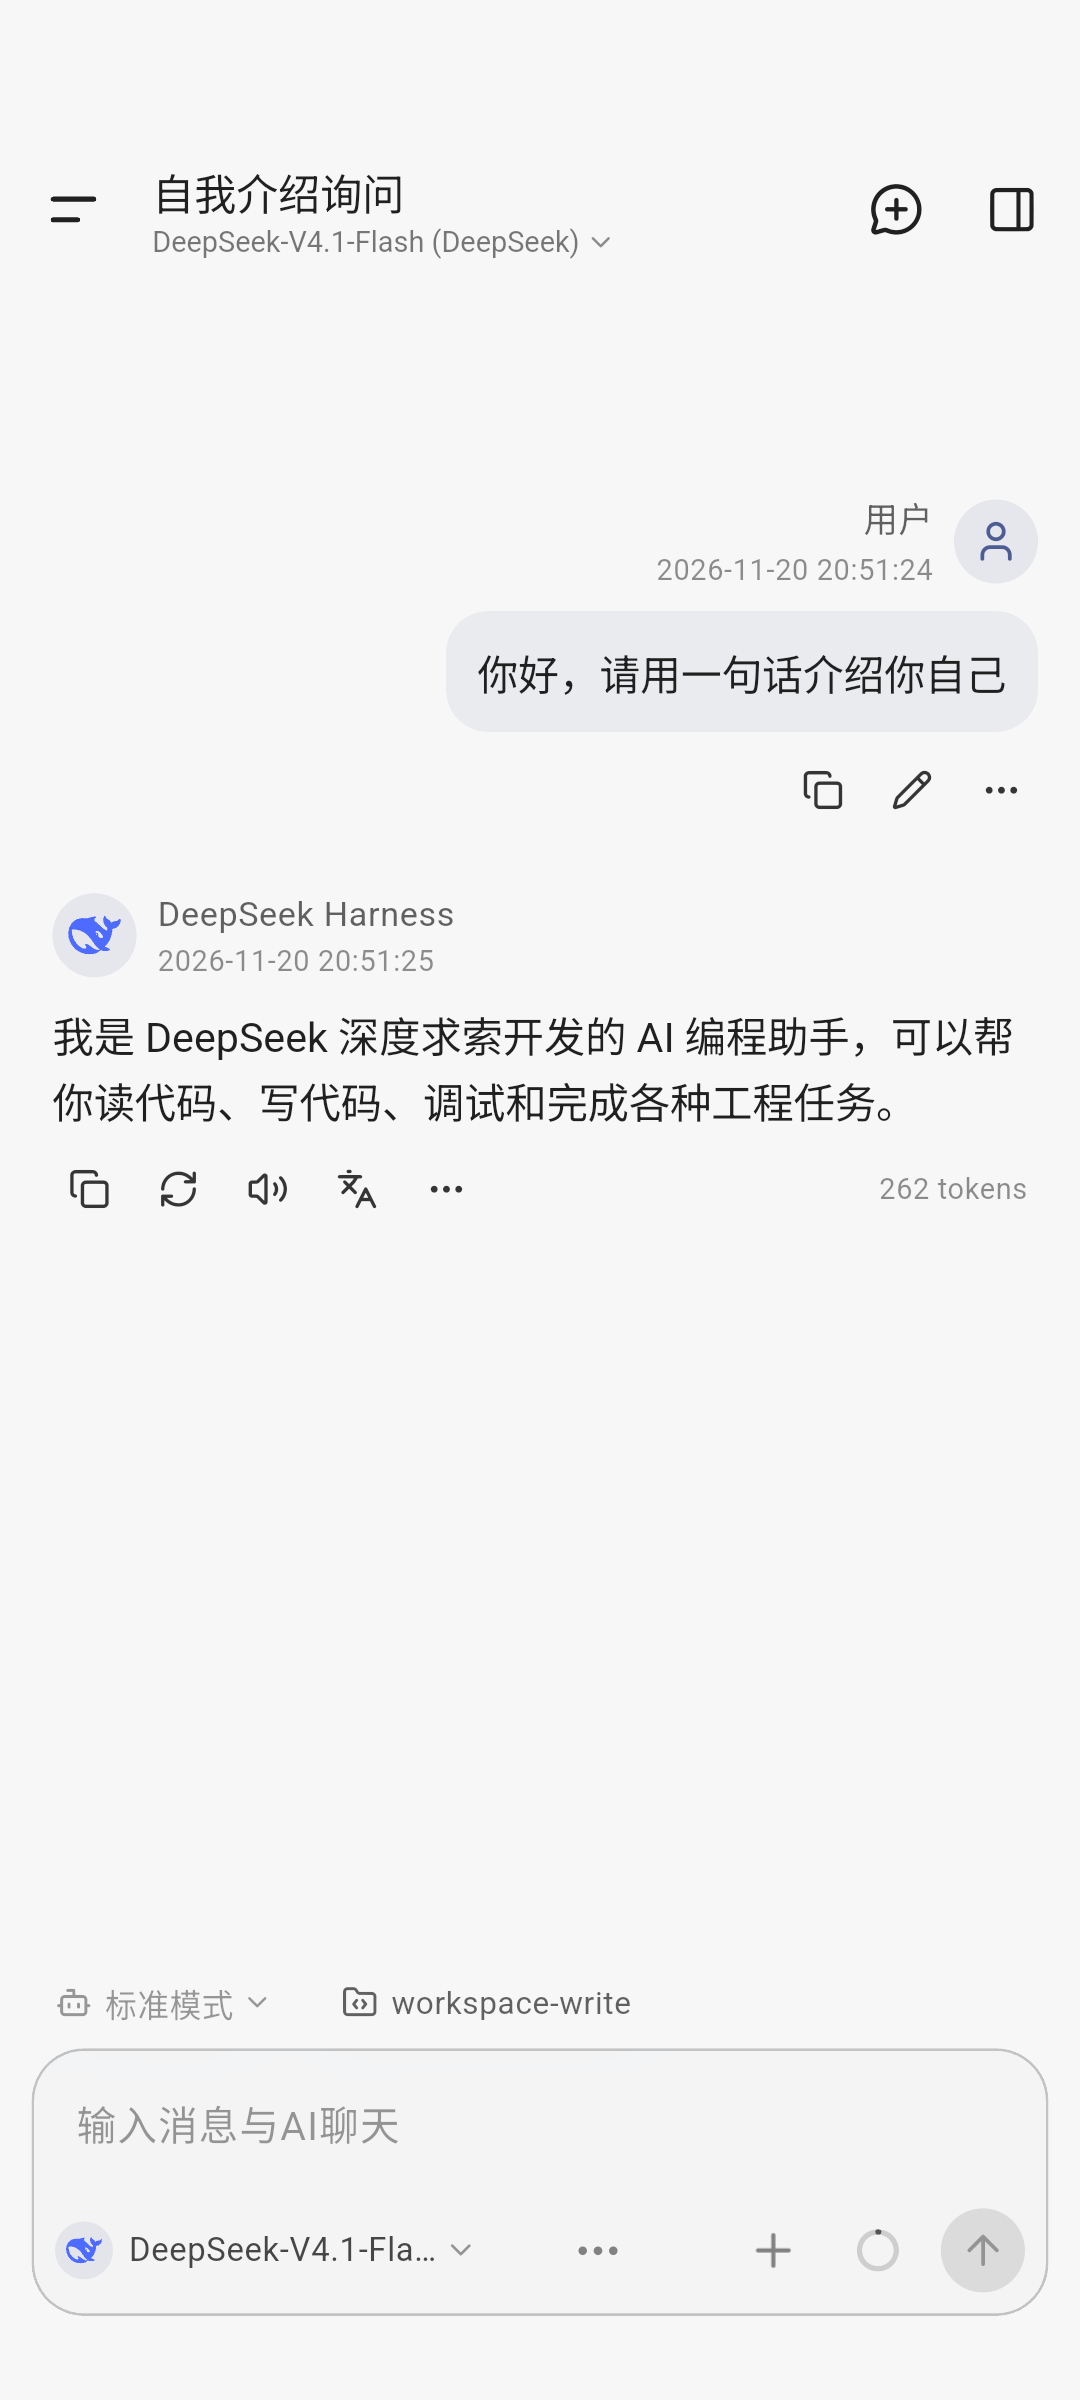 自我介绍询问
DeepSeek-V4.1-Flash (DeepSeek)
用户
2026-11-20 20:51:24
你好，请用一句话介绍你自己
DeepSeek Harness
2026-11-20 20:51:25
我是 DeepSeek 深度求索开发的 AI 编程助手，可以帮
你读代码、写代码、调试和完成各种工程任务。
262 tokens
标准模式
workspace-write
输入消息与AI聊天
DeepSeek-V4.1-Fla...